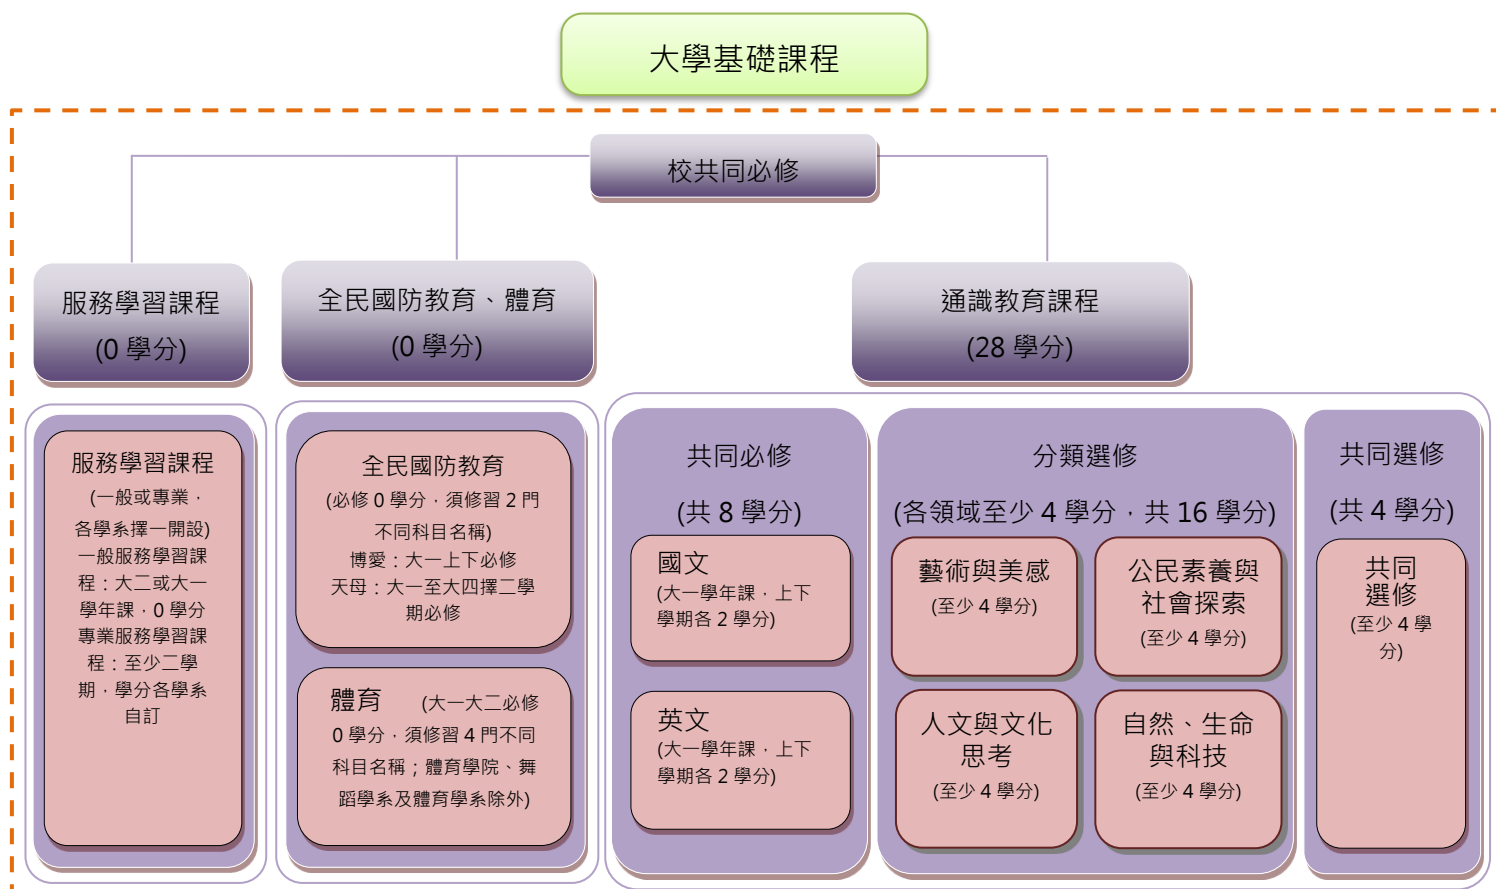 大學基礎課程
校共同必修
服務學習課程
(0 學分)
全民國防教育、體育
(0 學分)
通識教育課程
(28 學分)
服務學習課程
(一般或專業，
各學系擇一開設)
一般服務學習課
程：大二或大一
學年課，0 學分
專業服務學習課
程：至少二學
期，學分各學系
自訂
全民國防教育
(必修 0 學分，須修習 2 門
不同科目名稱)
博愛：大一上下必修
天母：大一至大四擇二學
期必修
體育 (大一大二必修
0 學分，須修習 4 門不同
科目名稱；體育學院、舞
蹈學系及體育學系除外)
共同必修
(共 8 學分)
國文
(大一學年課，上下
學期各 2 學分)
英文
(大一學年課，上下
學期各 2 學分)
分類選修
(各領域至少 4 學分，共 16 學分)
藝術與美感
(至少 4 學分)
公民素養與
社會探索
(至少 4 學分)
人文與文化
思考
(至少 4 學分)
自然、生命
與科技
(至少 4 學分)
共同選修
(共 4 學分)
共同
選修
(至少 4 學
分)